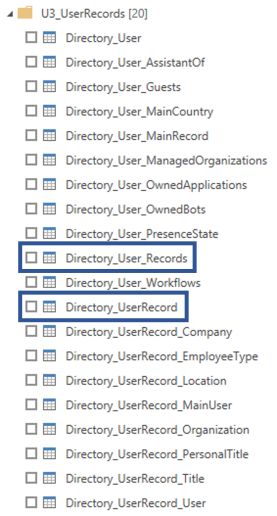 U3_UserRecords [20]
Directory_User
Directory_User_AssistantOf
Directory_User_Guests
Directory_User_MainCountry
Directory_User_MainRecord
Directory_User_ManagedOrganizations
Directory_User_OwnedApplications
Directory_User_OwnedBots
Directory_User_PresenceState
Directory_User_Records
Directory_User_Workflows
Directory_UserRecord
Directory_UserRecord_Company
Directory_UserRecord_EmployeeType
Directory_UserRecord_Location
Directory_UserRecord_MainUser
Directory_UserRecord_Organization
Directory_UserRecord_PersonalTitle
Directory_UserRecord_Title
Directory_UserRecord_User